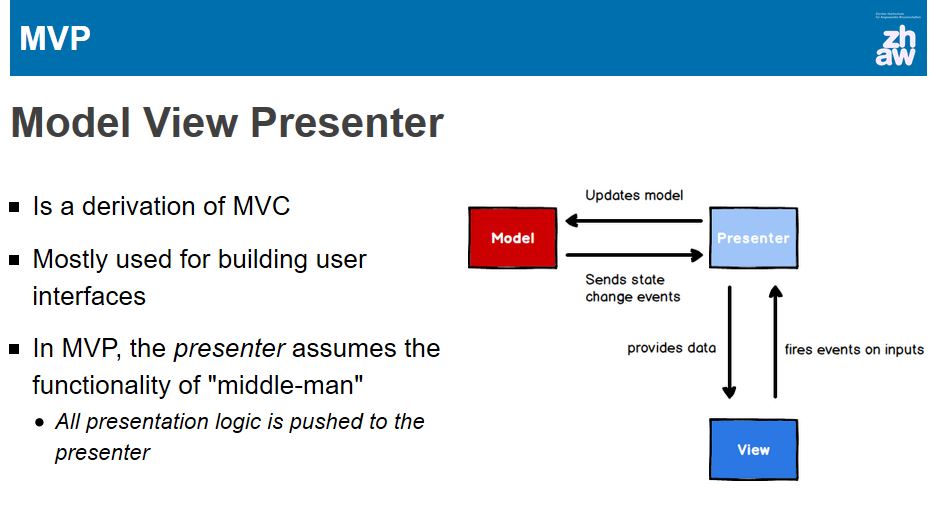 MVP
Zürcher Hochschule
für Angewandte Wissenschaften
zh
aw
Model View Presenter
Is a derivation of MVC
Mostly used for building user
interfaces
In MVP, the presenter assumes the
functionality of "middle-man"
All presentation logic is pushed to the
presenter
Updates model
Model
Presenter
Sends state
change events
provides data
fires events on inputs
View